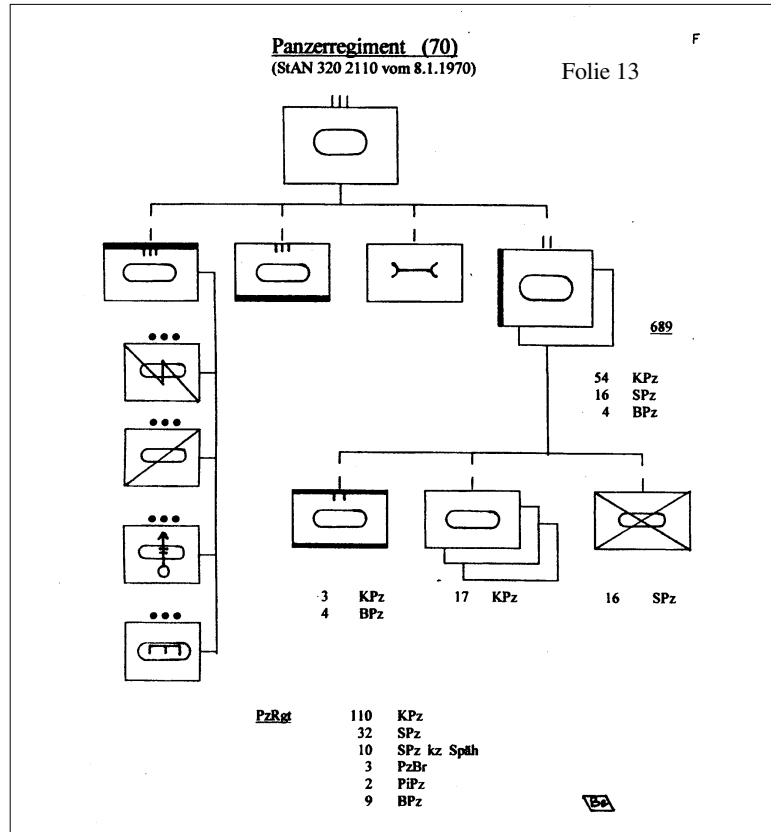 F
Panzerregiment (70)
(StAN 320 2110 vom 8.1.1970)
Folie 13
689
54 KPz
16 SPz
4 BPz
3 KPz
4 BPz
17 KPz
16 SPz
PzRgt 110 KPz
32 SPz
10 SPz kz Späh
3 PzBr
2 PiPz
9 BPz
Be